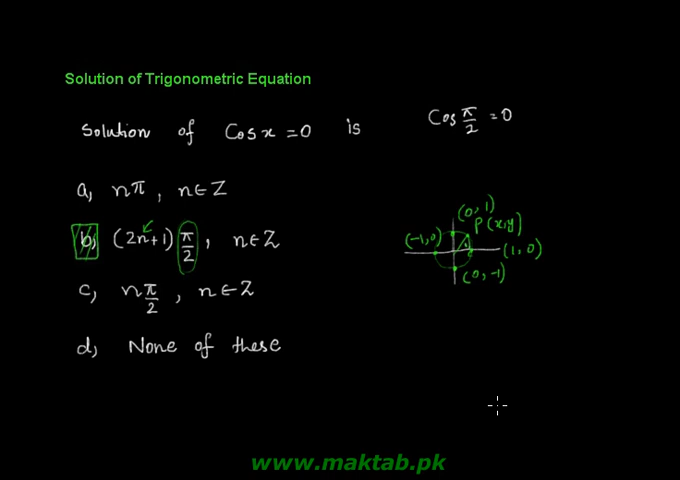 Solution of Trigonometric Equation
Solution of Cos x = 0 is
Cos π/2 = 0
a, nπ, n∈Z
b, (2n+1) π/2, n∈Z
c, n π/2, n∈Z
d, None of these
(0, 1)
P(x,y)
(-1, 0)
(1, 0)
(0, -1)
www.maktab.pk